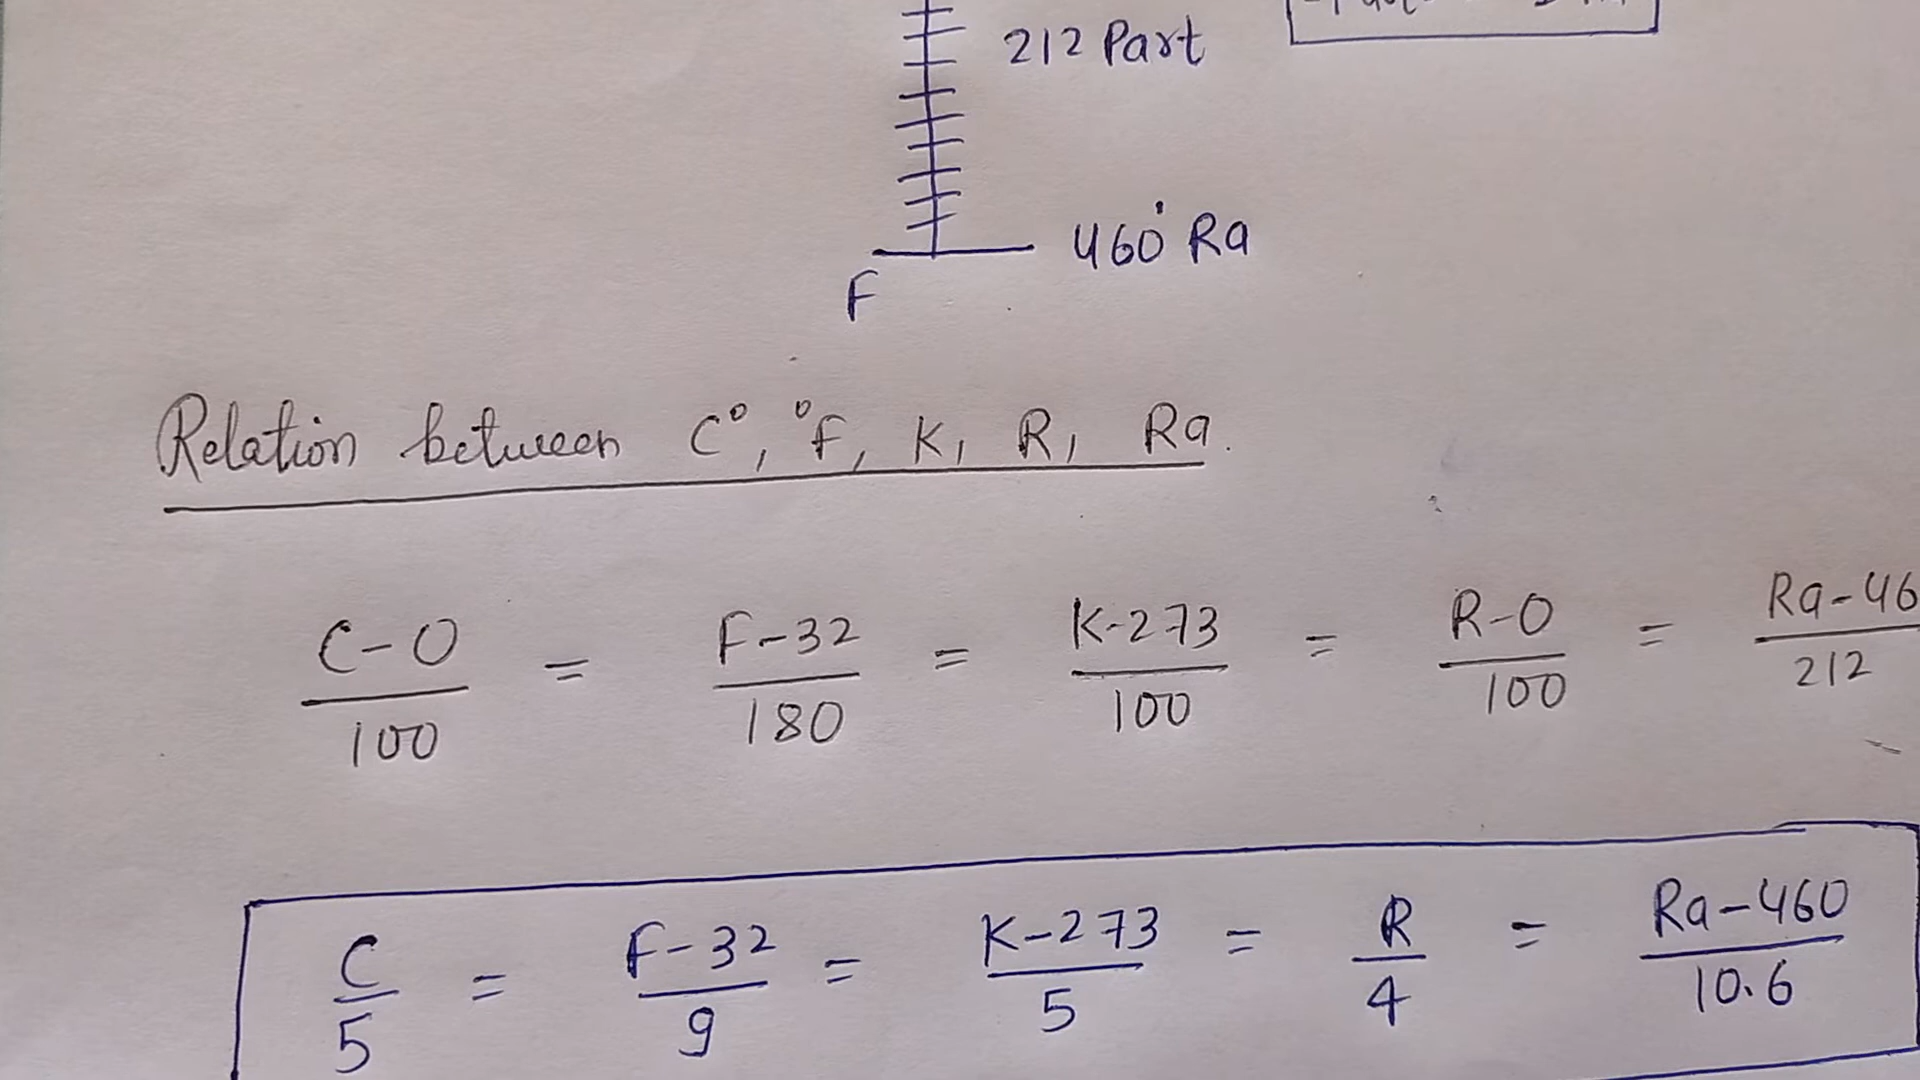 212 Part
460° Ra
F
Relation between C°, °F, K, R, Ra.
C-0/100 = F-32/180 = K-273/100 = R-0/100 = Ra-46/212
C/5 = F-32/9 = K-273/5 = R/4 = Ra-460/10.6